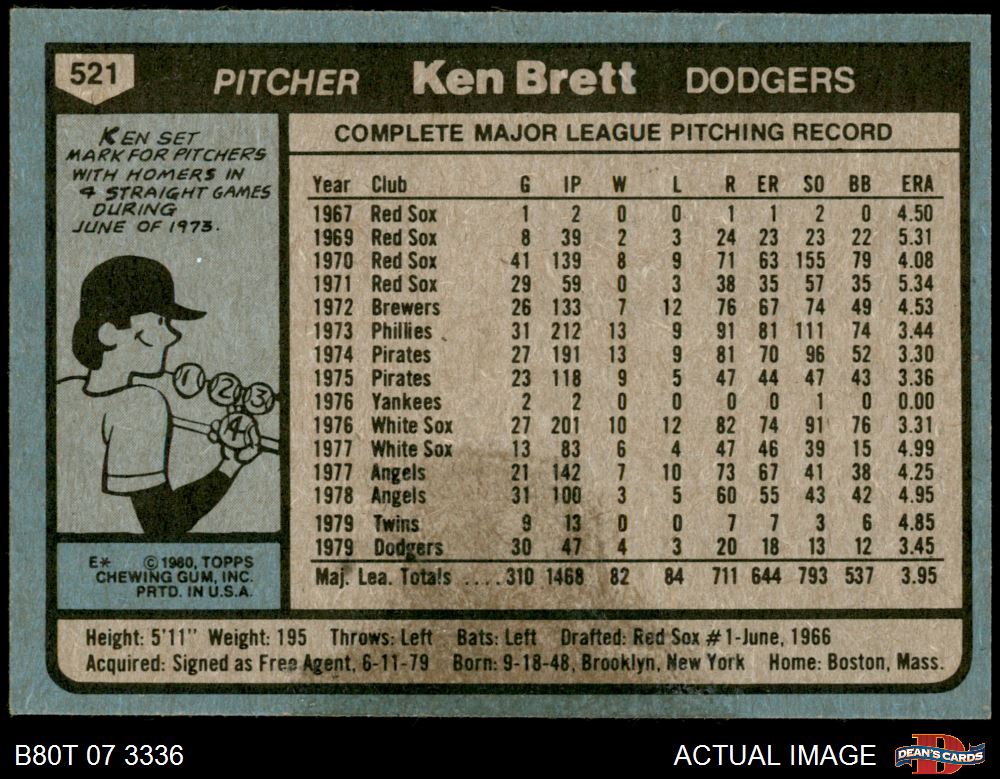 521 PITCHER Ken Brett DODGERS
KEN SET
MARK FOR PITCHERS
WITH HOMERS IN
4 STRAIGHT GAMES
DURING
JUNE OF 1973.
1 2 3
4
E* © 1980, TOPPS
CHEWING GUM, INC.
PRTD. IN U.S.A.
COMPLETE MAJOR LEAGUE PITCHING RECORD
Year Club G IP W L R ER SO BB ERA
1967 Red Sox 1 2 0 0 1 1 2 0 4.50
1969 Red Sox 8 39 2 3 24 23 23 22 5.31
1970 Red Sox 41 139 8 9 71 63 155 79 4.08
1971 Red Sox 29 59 0 3 38 35 57 35 5.34
1972 Brewers 26 133 7 12 76 67 74 49 4.53
1973 Phillies 31 212 13 9 91 81 111 74 3.44
1974 Pirates 27 191 13 9 81 70 96 52 3.30
1975 Pirates 23 118 9 5 47 44 47 43 3.36
1976 Yankees 2 2 0 0 0 0 1 0 0.00
1976 White Sox 27 201 10 12 82 74 91 76 3.31
1977 White Sox 13 83 6 4 47 46 39 15 4.99
1977 Angels 21 142 7 10 73 67 41 38 4.25
1978 Angels 31 100 3 5 60 55 43 42 4.95
1979 Twins 9 13 0 0 7 7 3 6 4.85
1979 Dodgers 30 47 4 3 20 18 13 12 3.45
Maj. Lea. Totals ....310 1468 82 84 711 644 793 537 3.95
Height: 5'11" Weight: 195 Throws: Left Bats: Left Drafted: Red Sox #1-June, 1966
Acquired: Signed as Free Agent, 6-11-79 Born: 9-18-48, Brooklyn, New York Home: Boston, Mass.
B80T 07 3336 ACTUAL IMAGE D DEAN'S CARDS